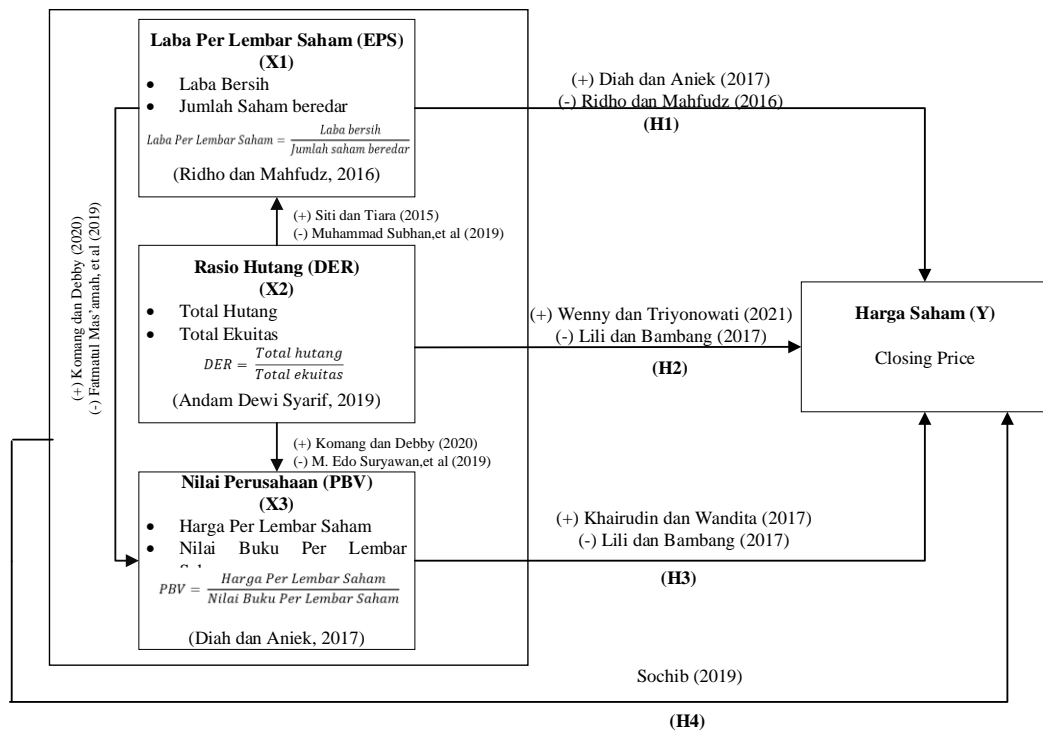 Laba Per Lembar Saham (EPS)
(X1)
• Laba Bersih
• Jumlah Saham beredar
Laba Per Lembar Saham = Laba bersih / Jumlah saham beredar
(Ridho dan Mahfudz, 2016)
(+) Diah dan Aniek (2017)
(-) Ridho dan Mahfudz (2016)
(H1)
(+) Siti dan Tiara (2015)
(-) Muhammad Subhan,et al (2019)
(+) Komang dan Debby (2020)
(-) Fatmatul Mas’amah, et al (2019)
Rasio Hutang (DER)
(X2)
• Total Hutang
• Total Ekuitas
DER = Total hutang / Total ekuitas
(Andam Dewi Syarif, 2019)
(+) Wenny dan Triyonowati (2021)
(-) Lili dan Bambang (2017)
(H2)
Harga Saham (Y)
Closing Price
(+) Komang dan Debby (2020)
(-) M. Edo Suryawan,et al (2019)
Nilai Perusahaan (PBV)
(X3)
• Harga Per Lembar Saham
• Nilai Buku Per Lembar
PBV = Harga Per Lembar Saham / Nilai Buku Per Lembar Saham
(Diah dan Aniek, 2017)
(+) Khairudin dan Wandita (2017)
(-) Lili dan Bambang (2017)
(H3)
Sochib (2019)
(H4)